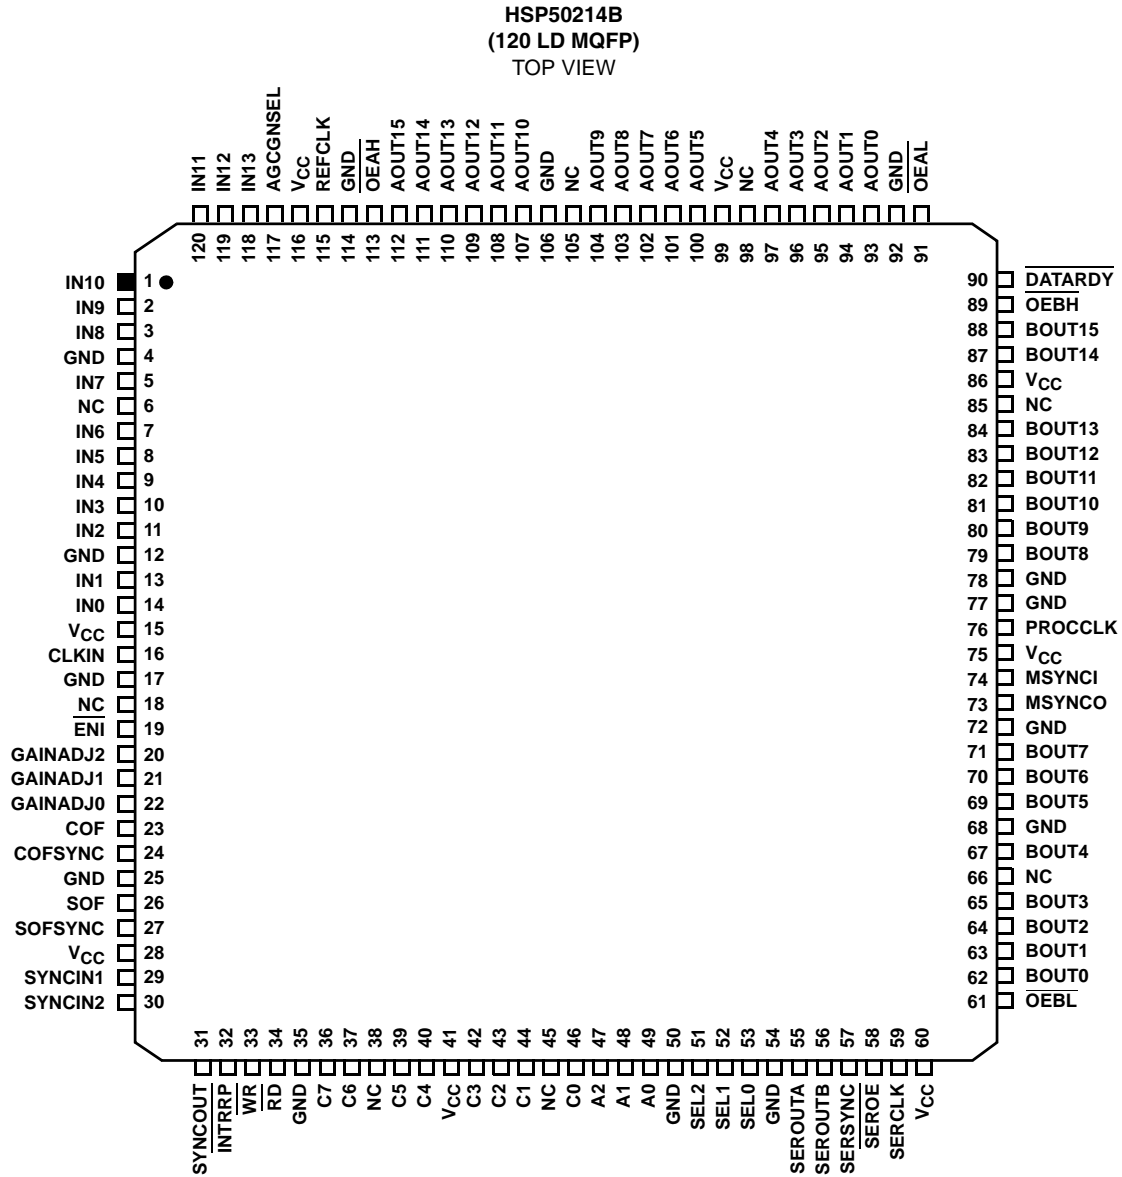 HSP50214B
(120 LD MQFP)
TOP VIEW
IN11
IN12
IN13
AGCGNSEL
VCC
REFCLK
GND
OEAH
AOUT15
AOUT14
AOUT13
AOUT12
AOUT11
AOUT10
GND
NC
AOUT9
AOUT8
AOUT7
AOUT6
AOUT5
VCC
NC
AOUT4
AOUT3
AOUT2
AOUT1
AOUT0
GND
OEAL
120
119
118
117
116
115
114
113
112
111
110
109
108
107
106
105
104
103
102
101
100
99
98
97
96
95
94
93
92
91
IN10 1
IN9 2
IN8 3
GND 4
IN7 5
NC 6
IN6 7
IN5 8
IN4 9
IN3 10
IN2 11
GND 12
IN1 13
IN0 14
VCC 15
CLKIN 16
GND 17
NC 18
ENI 19
GAINADJ2 20
GAINADJ1 21
GAINADJ0 22
COF 23
COFSYNC 24
GND 25
SOF 26
SOFSYNC 27
VCC 28
SYNCIN1 29
SYNCIN2 30
90 DATARDY
89 OEBH
88 BOUT15
87 BOUT14
86 VCC
85 NC
84 BOUT13
83 BOUT12
82 BOUT11
81 BOUT10
80 BOUT9
79 BOUT8
78 GND
77 GND
76 PROCCLK
75 VCC
74 MSYNCI
73 MSYNCO
72 GND
71 BOUT7
70 BOUT6
69 BOUT5
68 GND
67 BOUT4
66 NC
65 BOUT3
64 BOUT2
63 BOUT1
62 BOUT0
61 OEBL
31
32
33
34
35
36
37
38
39
40
41
42
43
44
45
46
47
48
49
50
51
52
53
54
55
56
57
58
59
60
SYNCOUT
INTRRP
WR
RD
GND
C7
C6
NC
C5
C4
VCC
C3
C2
C1
NC
C0
A2
A1
A0
GND
SEL2
SEL1
SEL0
GND
SEROUTA
SEROUTB
SERSYNC
SEROE
SERCLK
VCC